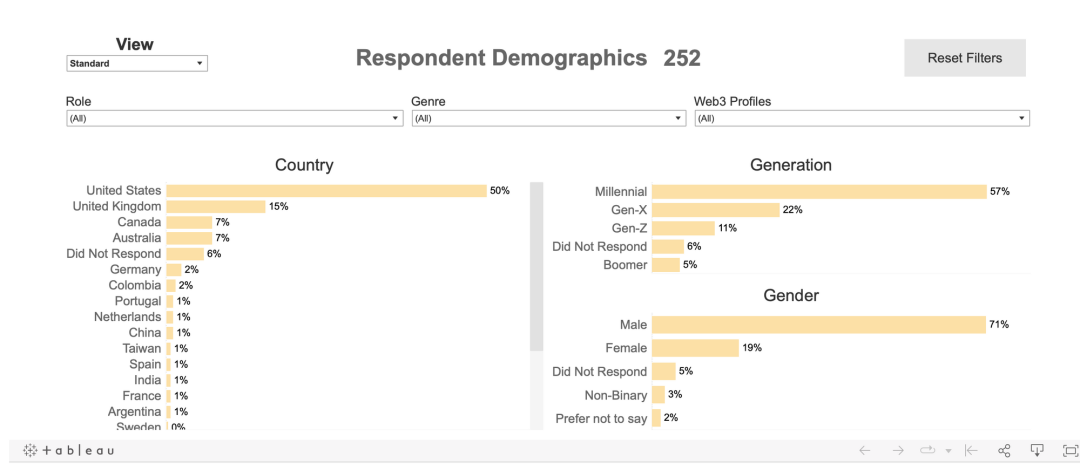 View
Standard
Respondent Demographics 252
Reset Filters
Role
(All)
Genre
(All)
Web3 Profiles
(All)
Country
United States 50%
United Kingdom 15%
Canada 7%
Australia 7%
Did Not Respond 6%
Germany 2%
Colombia 2%
Portugal 1%
Netherlands 1%
China 1%
Taiwan 1%
Spain 1%
India 1%
France 1%
Argentina 1%
Sweden 0%
Generation
Millennial 57%
Gen-X 22%
Gen-Z 11%
Did Not Respond 6%
Boomer 5%
Gender
Male 71%
Female 19%
Did Not Respond 5%
Non-Binary 3%
Prefer not to say 2%
+ a b l e a u